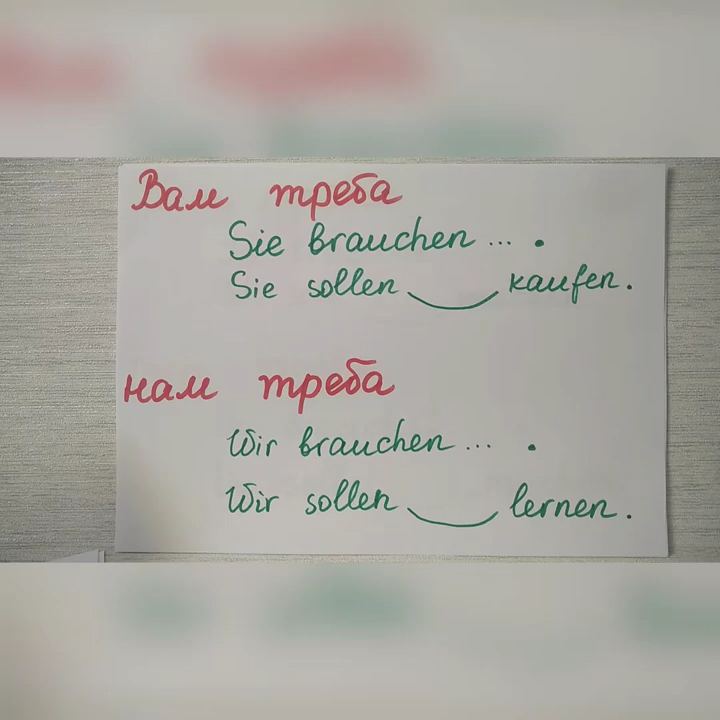 Вам треба
Sie brauchen ... .
Sie sollen ___ kaufen.
нам треба
Wir brauchen ... .
Wir sollen ___ lernen.